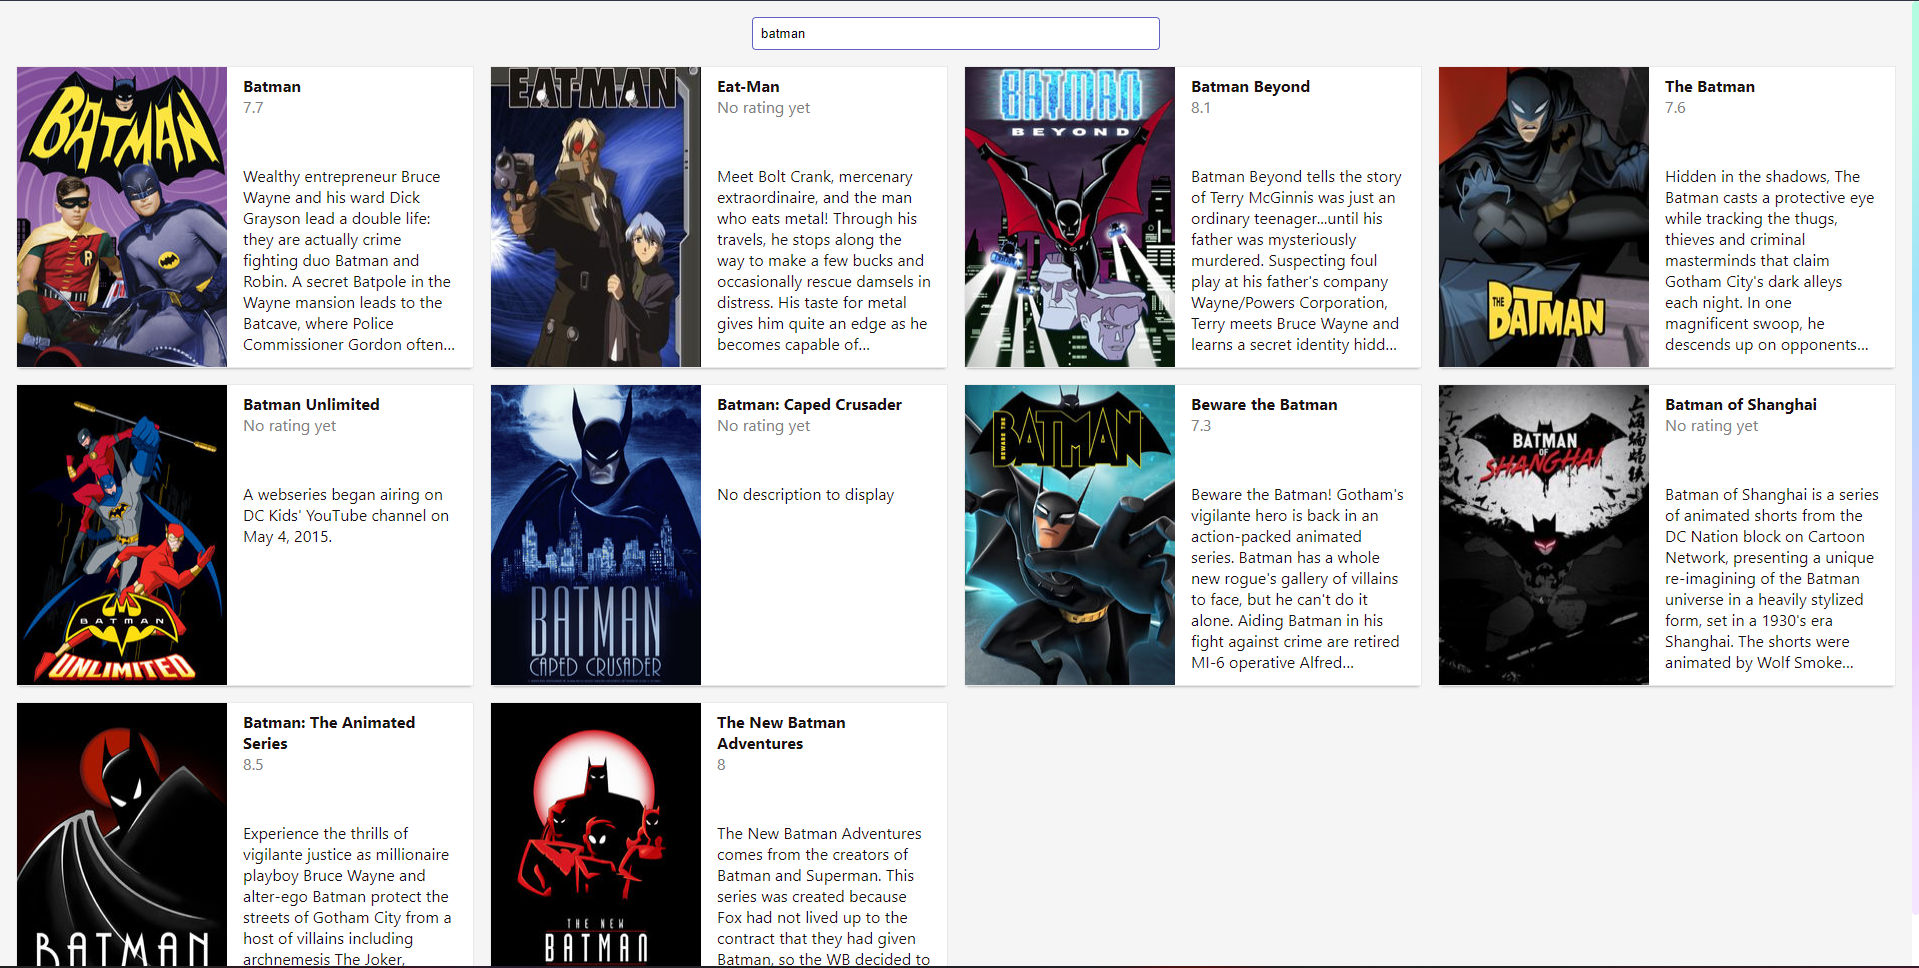 batman
BATMAN
Batman
7.7
Wealthy entrepreneur Bruce
Wayne and his ward Dick
Grayson lead a double life:
they are actually crime
fighting duo Batman and
Robin. A secret Batpole in the
Wayne mansion leads to the
Batcave, where Police
Commissioner Gordon often...
EAT-MAN
Eat-Man
No rating yet
Meet Bolt Crank, mercenary
extraordinaire, and the man
who eats metal! Through his
travels, he stops along the
way to make a few bucks and
occasionally rescue damsels in
distress. His taste for metal
gives him quite an edge as he
becomes capable of...
BATMAN
BEYOND
Batman Beyond
8.1
Batman Beyond tells the story
of Terry McGinnis was just an
ordinary teenager...until his
father was mysteriously
murdered. Suspecting foul
play at his father's company
Wayne/Powers Corporation,
Terry meets Bruce Wayne and
learns a secret identity hidd...
THE
BATMAN
The Batman
7.6
Hidden in the shadows, The
Batman casts a protective eye
while tracking the thugs,
thieves and criminal
masterminds that claim
Gotham City's dark alleys
each night. In one
magnificent swoop, he
descends up on opponents...
BATMAN
UNLIMITED
Batman Unlimited
No rating yet
A webseries began airing on
DC Kids' YouTube channel on
May 4, 2015.
BATMAN
CAPED CRUSADER
Batman: Caped Crusader
No rating yet
No description to display
BEWARE THE
BATMAN
Beware the Batman
7.3
Beware the Batman! Gotham's
vigilante hero is back in an
action-packed animated
series. Batman has a whole
new rogue's gallery of villains
to face, but he can't do it
alone. Aiding Batman in his
fight against crime are retired
MI-6 operative Alfred...
BATMAN
OF
SHANGHAI
Batman of Shanghai
No rating yet
Batman of Shanghai is a series
of animated shorts from the
DC Nation block on Cartoon
Network, presenting a unique
re-imagining of the Batman
universe in a heavily stylized
form, set in a 1930's era
Shanghai. The shorts were
animated by Wolf Smoke...
BATMAN
Batman: The Animated
Series
8.5
Experience the thrills of
vigilante justice as millionaire
playboy Bruce Wayne and
alter-ego Batman protect the
streets of Gotham City from a
host of villains including
archnemesis The Joker,
THE NEW
BATMAN
The New Batman
Adventures
8
The New Batman Adventures
comes from the creators of
Batman and Superman. This
series was created because
Fox had not lived up to the
contract that they had given
Batman, so the WB decided to